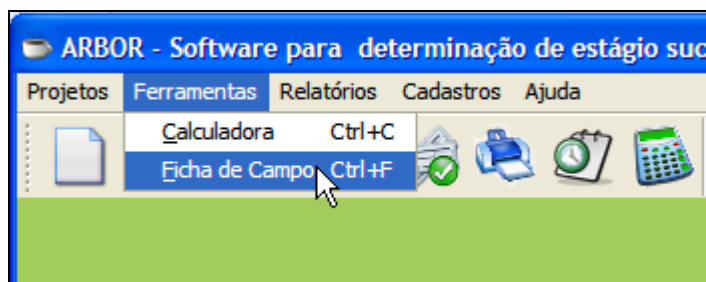 ARBOR - Software para determinação de estágio suc
Projetos Ferramentas Relatórios Cadastros Ajuda
Calculadora Ctrl+C
Ficha de Campo Ctrl+F